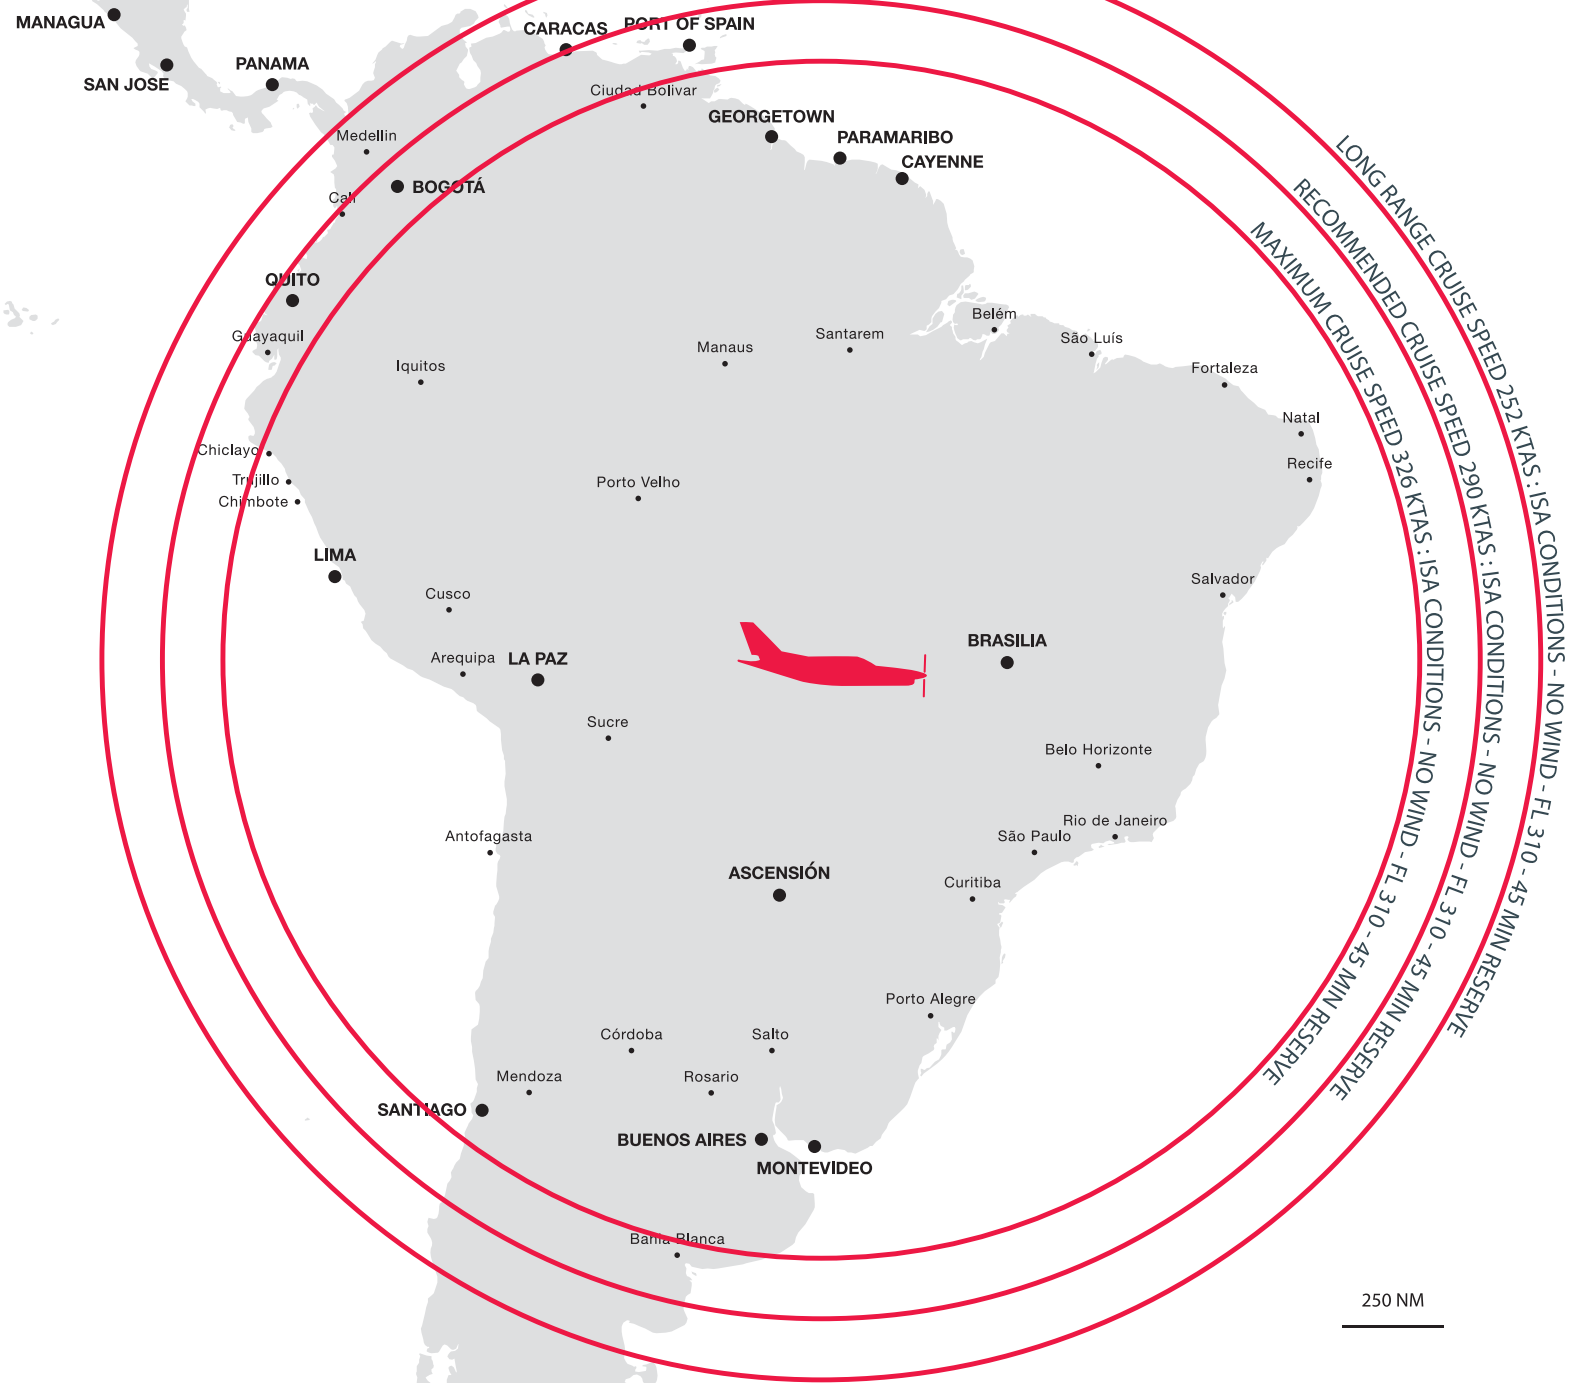 MANAGUA
CARACAS
PORT OF SPAIN
PANAMA
SAN JOSE
Ciudad Bolivar
GEORGETOWN
Medellin
PARAMARIBO
CAYENNE
BOGOTÁ
Cali
QUITO
Guayaquil
Belém
Santarem
São Luís
Manaus
Iquitos
Fortaleza
Natal
Chiclayo
Recife
Trujillo
Porto Velho
Chimbote
LIMA
Salvador
Cusco
BRASILIA
Arequipa
LA PAZ
Sucre
Belo Horizonte
Rio de Janeiro
Antofagasta
São Paulo
ASCENSIÓN
Curitiba
Porto Alegre
Córdoba
Salto
Mendoza
Rosario
SANTIAGO
BUENOS AIRES
MONTEVIDEO
Bahia Blanca
LONG RANGE CRUISE SPEED 252 KTAS : ISA CONDITIONS - NO WIND - FL 310 - 45 MIN RESERVE
RECOMMENDED CRUISE SPEED 290 KTAS : ISA CONDITIONS - NO WIND - FL 310 - 45 MIN RESERVE
MAXIMUM CRUISE SPEED 326 KTAS : ISA CONDITIONS - NO WIND - FL 310 - 45 MIN RESERVE
250 NM